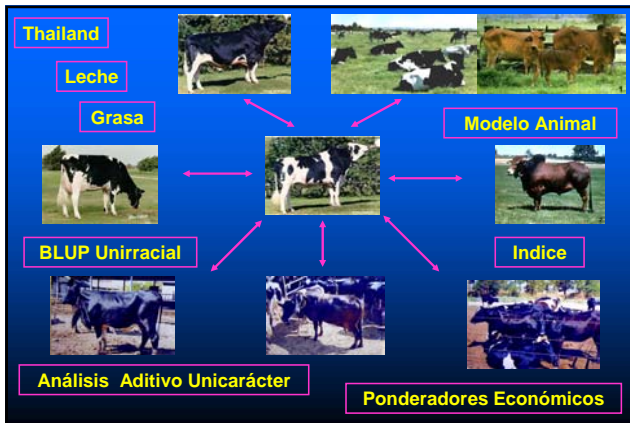 Thailand
Leche
Grasa
Modelo Animal
BLUP Unirracial
Indice
Análisis Aditivo Unicarácter
Ponderadores Económicos